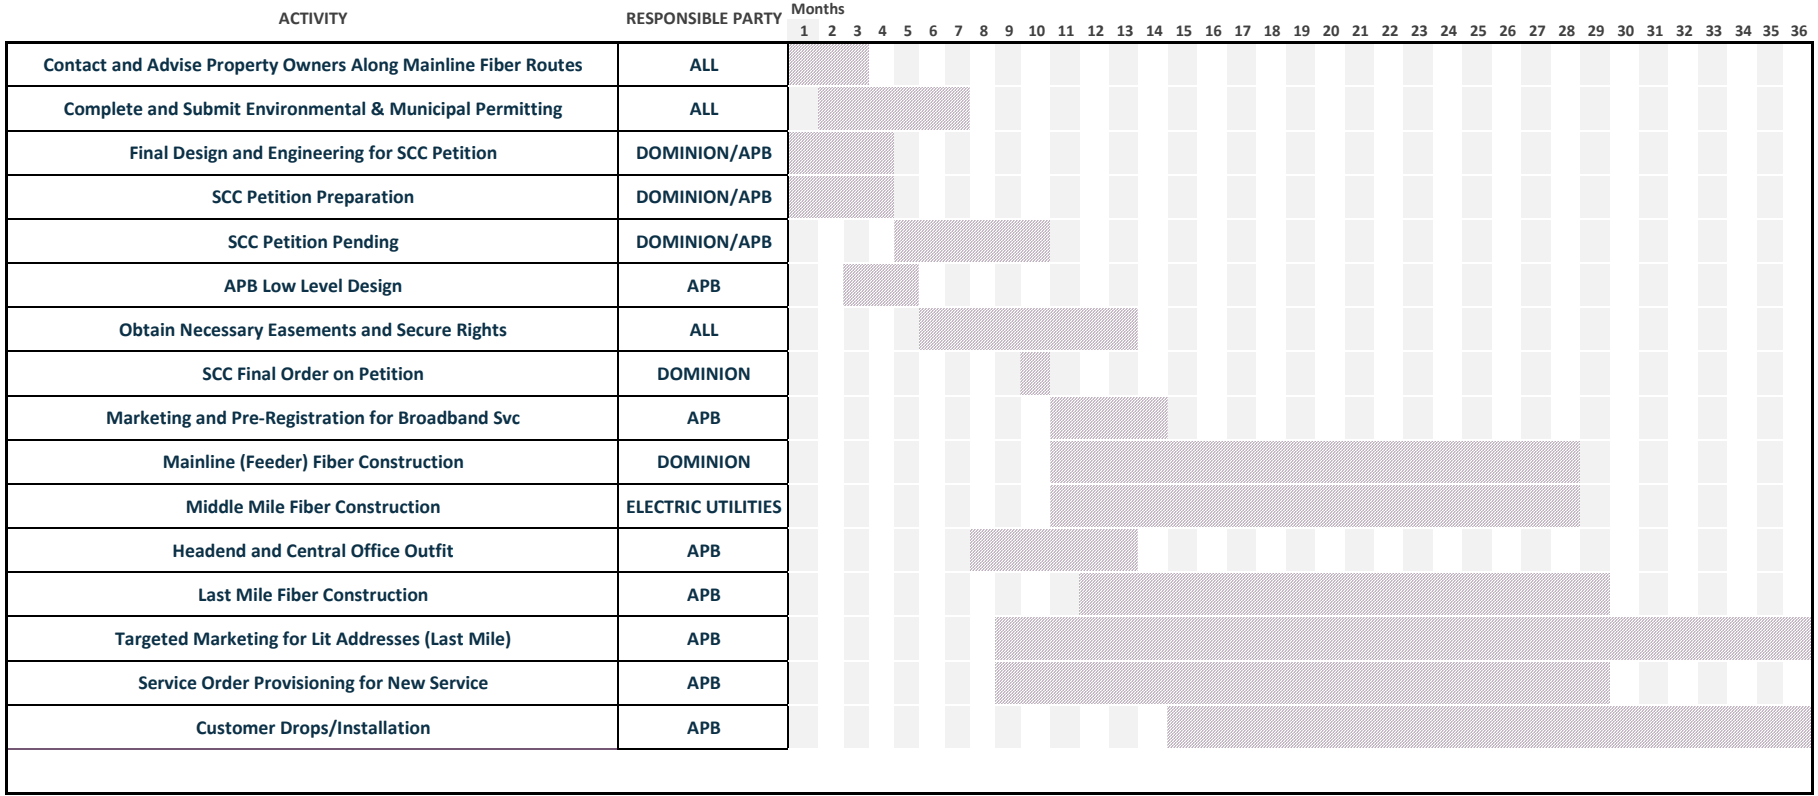 Months
ACTIVITY RESPONSIBLE PARTY
1 2 3 4 5 6 7 8 9 10 11 12 13 14 15 16 17 18 19 20 21 22 23 24 25 26 27 28 29 30 31 32 33 34 35 36
Contact and Advise Property Owners Along Mainline Fiber Routes ALL
Complete and Submit Environmental & Municipal Permitting ALL
Final Design and Engineering for SCC Petition DOMINION/APB
SCC Petition Preparation DOMINION/APB
SCC Petition Pending DOMINION/APB
APB Low Level Design APB
Obtain Necessary Easements and Secure Rights ALL
SCC Final Order on Petition DOMINION
Marketing and Pre-Registration for Broadband Svc APB
Mainline (Feeder) Fiber Construction DOMINION
Middle Mile Fiber Construction ELECTRIC UTILITIES
Headend and Central Office Outfit APB
Last Mile Fiber Construction APB
Targeted Marketing for Lit Addresses (Last Mile) APB
Service Order Provisioning for New Service APB
Customer Drops/Installation APB